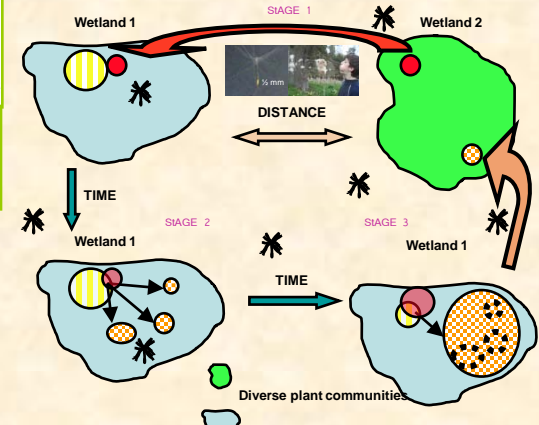 StAGE 1
Wetland 1
Wetland 2
½ mm
DISTANCE
TIME
StAGE 2
StAGE 3
Wetland 1
Wetland 1
TIME
Diverse plant communities